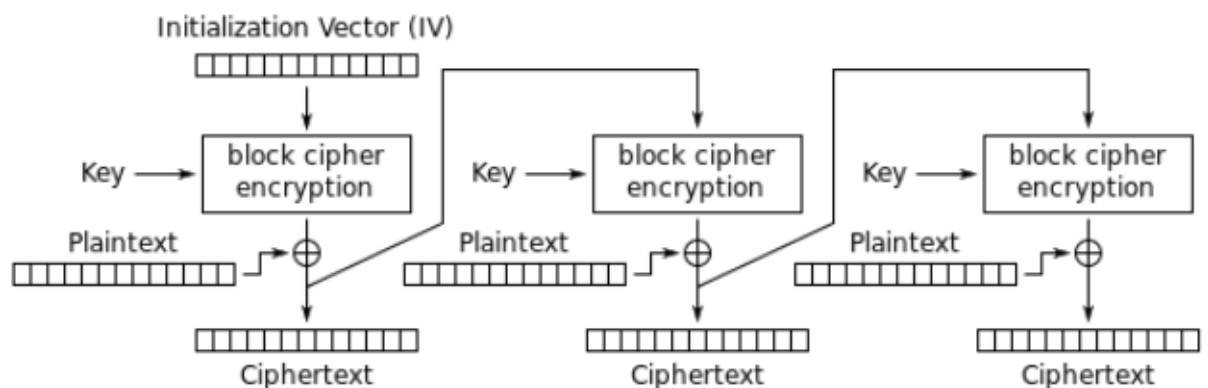 Initialization Vector (IV)
Key
block cipher
encryption
Key
block cipher
encryption
Key
block cipher
encryption
Plaintext
Plaintext
Plaintext
Ciphertext
Ciphertext
Ciphertext